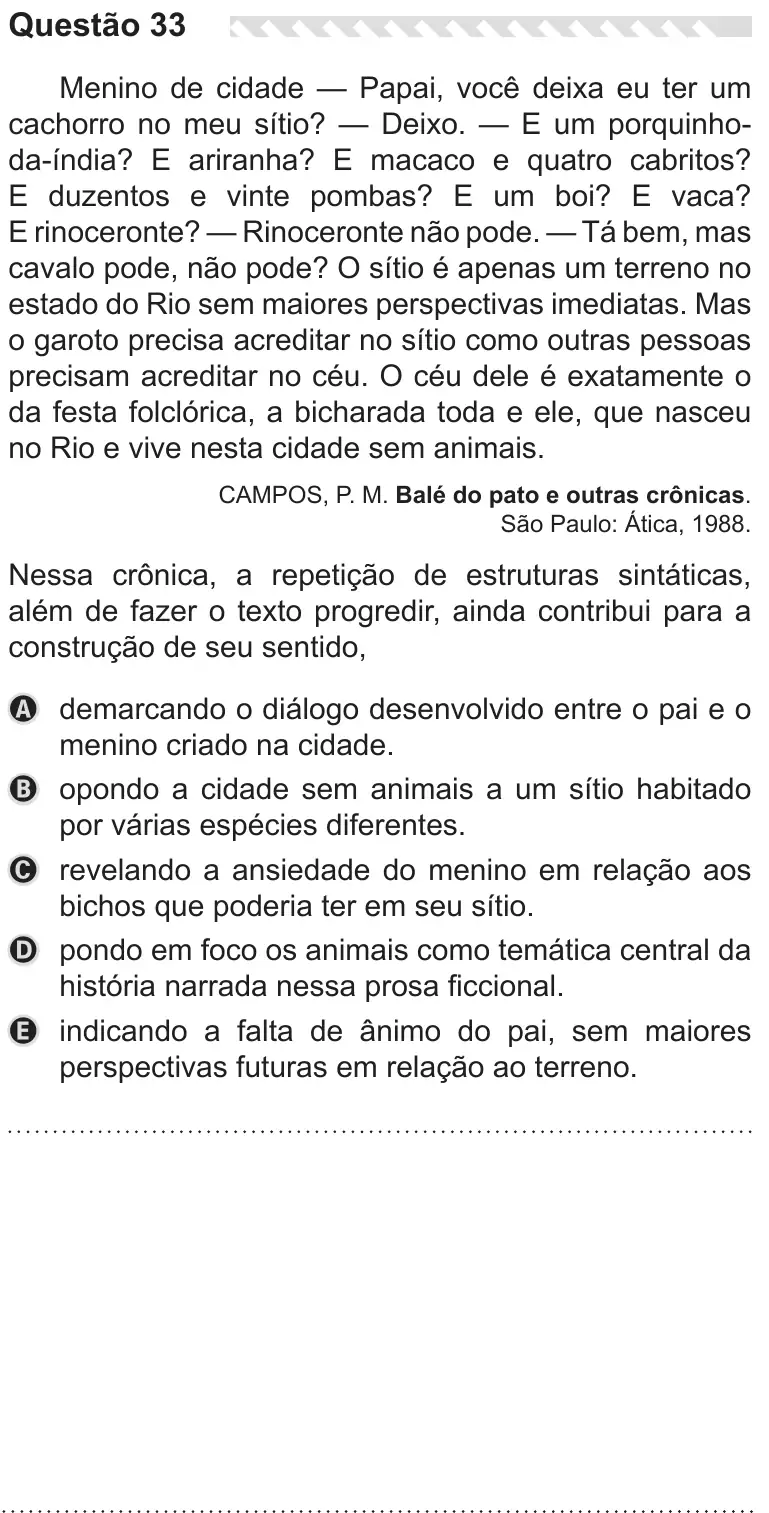 Questão 33
Menino de cidade — Papai, você deixa eu ter um
cachorro no meu sítio? — Deixo. — E um porquinho-
da-índia? E ariranha? E macaco e quatro cabritos?
E duzentos e vinte pombas? E um boi? E vaca?
E rinoceronte? — Rinoceronte não pode. — Tá bem, mas
cavalo pode, não pode? O sítio é apenas um terreno no
estado do Rio sem maiores perspectivas imediatas. Mas
o garoto precisa acreditar no sítio como outras pessoas
precisam acreditar no céu. O céu dele é exatamente o
da festa folclórica, a bicharada toda e ele, que nasceu
no Rio e vive nesta cidade sem animais.
CAMPOS, P. M. Balé do pato e outras crônicas.
São Paulo: Ática, 1988.
Nessa crônica, a repetição de estruturas sintáticas,
além de fazer o texto progredir, ainda contribui para a
construção de seu sentido,
A demarcando o diálogo desenvolvido entre o pai e o
menino criado na cidade.
B opondo a cidade sem animais a um sítio habitado
por várias espécies diferentes.
C revelando a ansiedade do menino em relação aos
bichos que poderia ter em seu sítio.
D pondo em foco os animais como temática central da
história narrada nessa prosa ficcional.
E indicando a falta de ânimo do pai, sem maiores
perspectivas futuras em relação ao terreno.